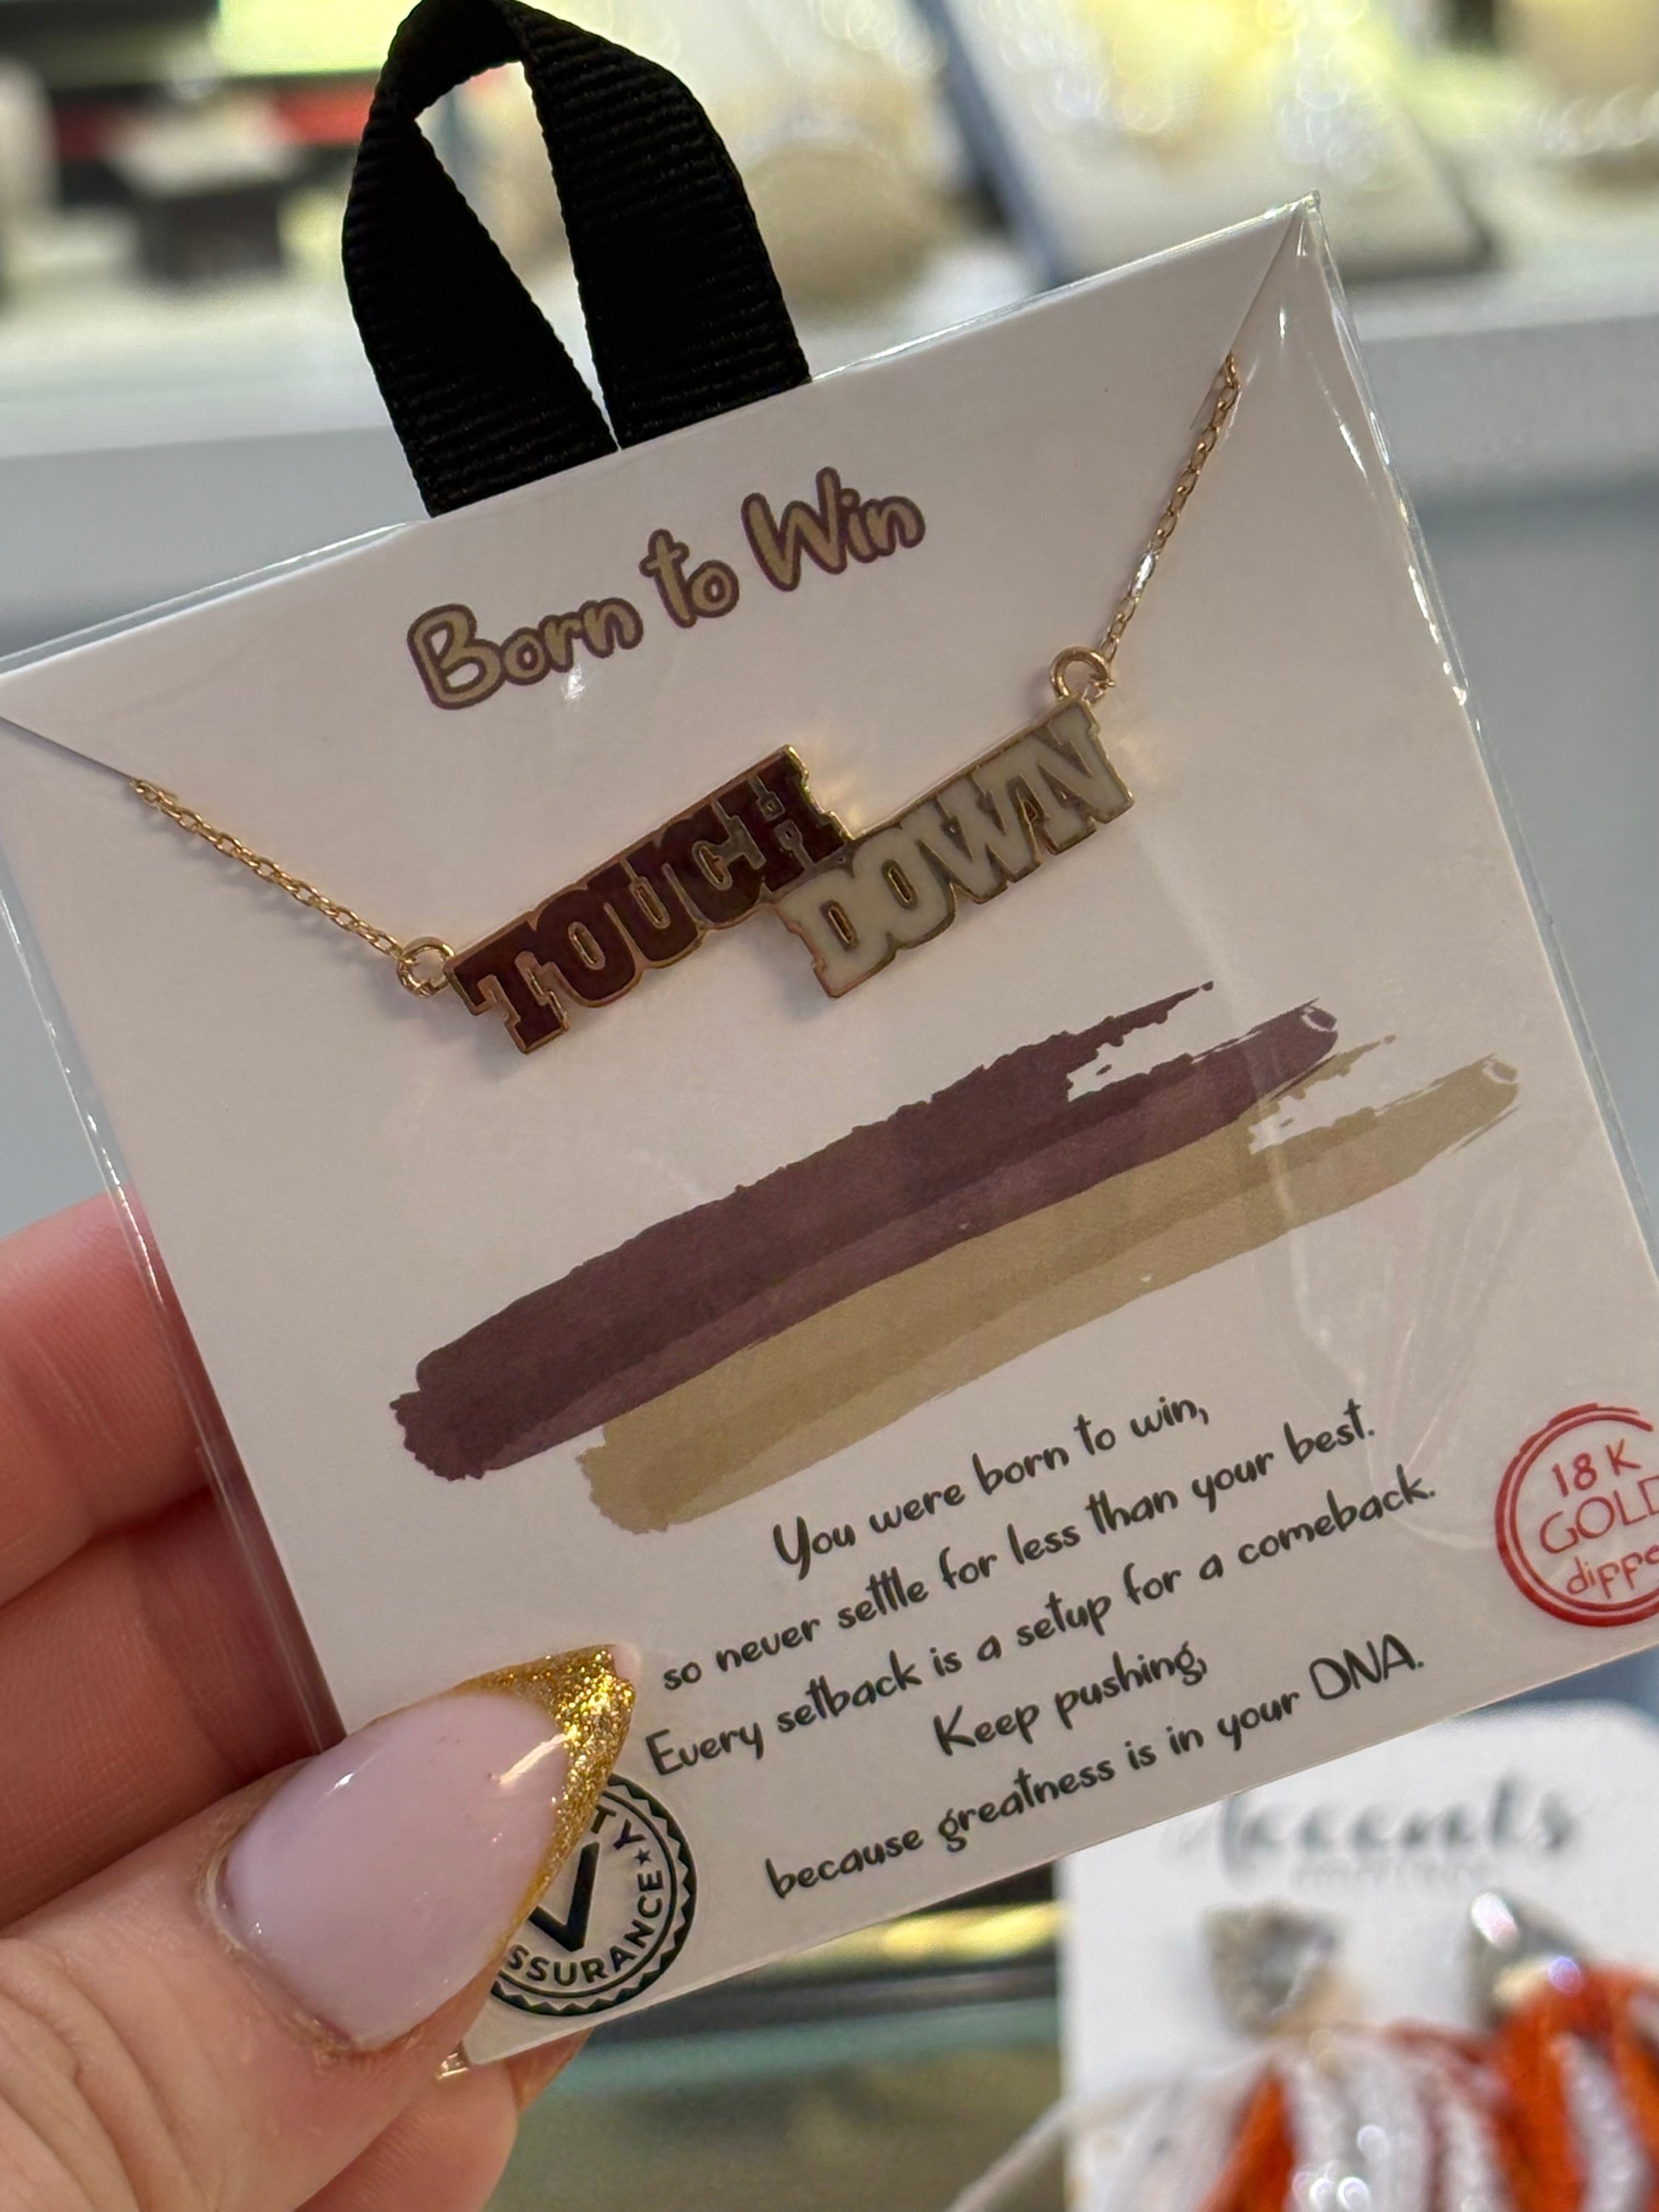 Born to Win
TOUCH
DOWN
You were born to win,
so never settle for less than your best.
Every setback is a setup for a comeback.
Keep pushing,
because greatness is in your DNA.
18 K
GOLD
Accents